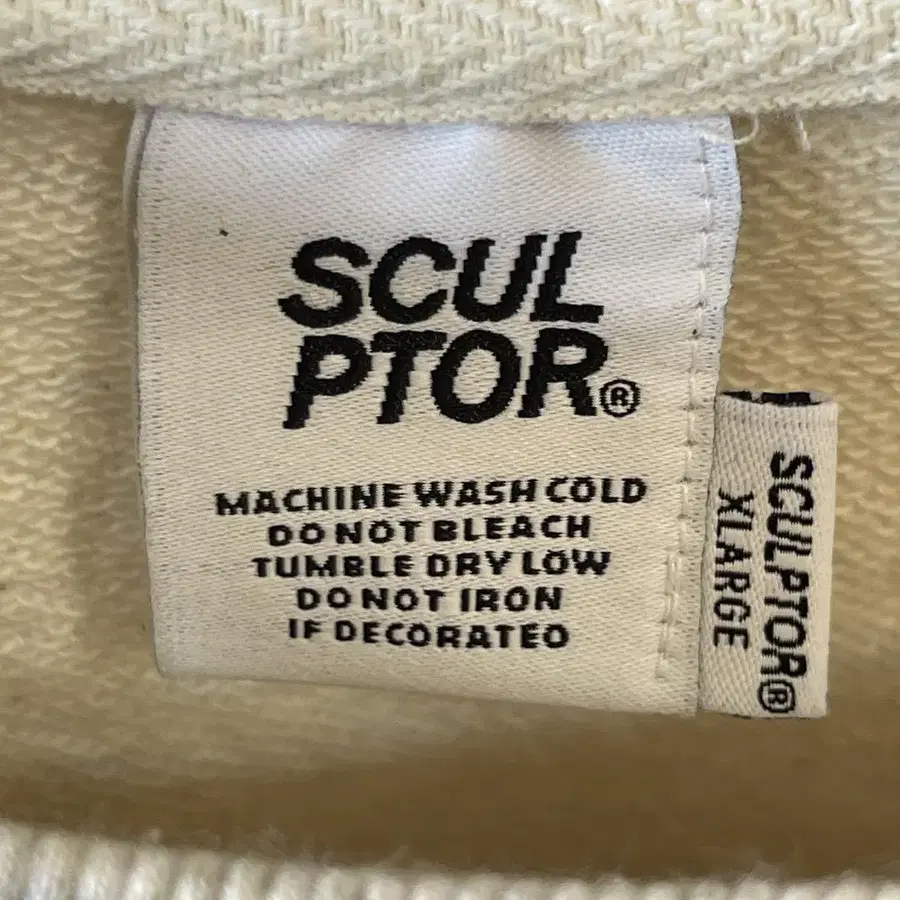 SCUL
PTOR®
MACHINE WASH COLD
DO NOT BLEACH
TUMBLE DRY LOW
DO NOT IRON
IF DECORATED
SCULPTOR®
XLARGE